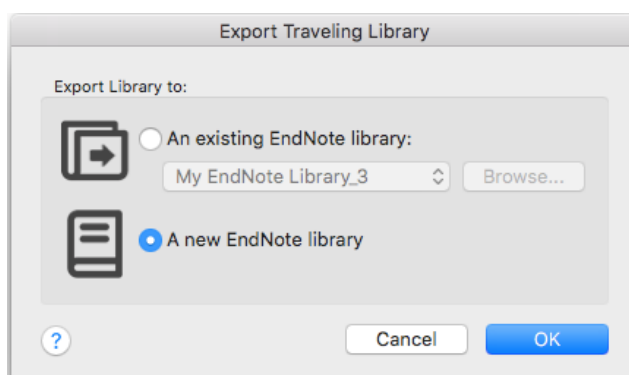 Export Traveling Library
Export Library to:
An existing EndNote library:
My EndNote Library_3
Browse...
A new EndNote library
?
Cancel
OK